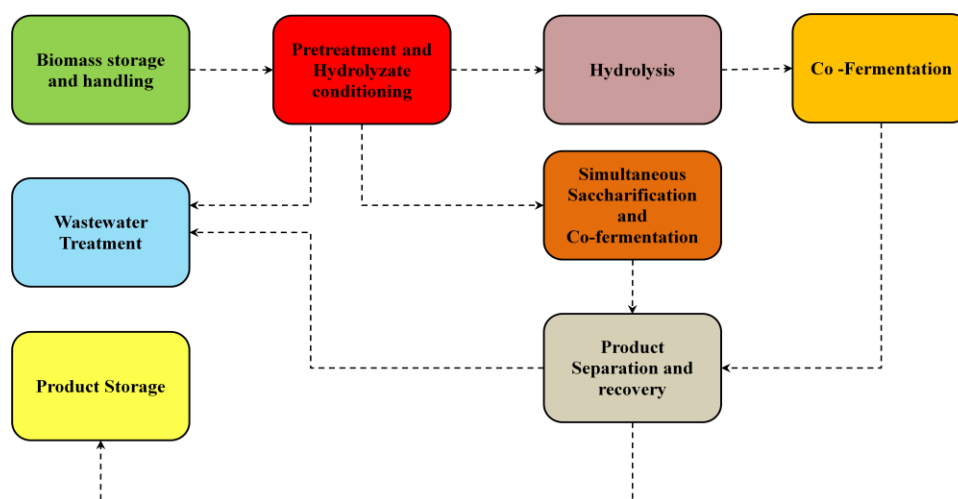 Biomass storage
and handling
Pretreatment and
Hydrolyzate
conditioning
Hydrolysis
Co -Fermentation
Wastewater
Treatment
Simultaneous
Saccharification
and
Co-fermentation
Product Storage
Product
Separation and
recovery